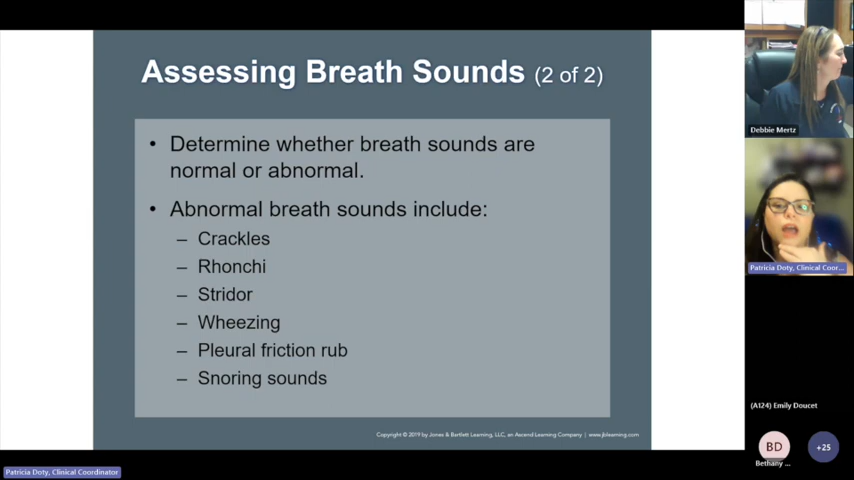 Assessing Breath Sounds (2 of 2)
• Determine whether breath sounds are
normal or abnormal.
• Abnormal breath sounds include:
– Crackles
– Rhonchi
– Stridor
– Wheezing
– Pleural friction rub
– Snoring sounds
Copyright © 2019 by Jones & Bartlett Learning, LLC, an Ascend Learning Company | www.jblearning.com
Debbie Mertz
Patricia Doty, Clinical Coor...
(A124) Emily Doucet
BD
+25
Bethany ...
Patricia Doty, Clinical Coordinator